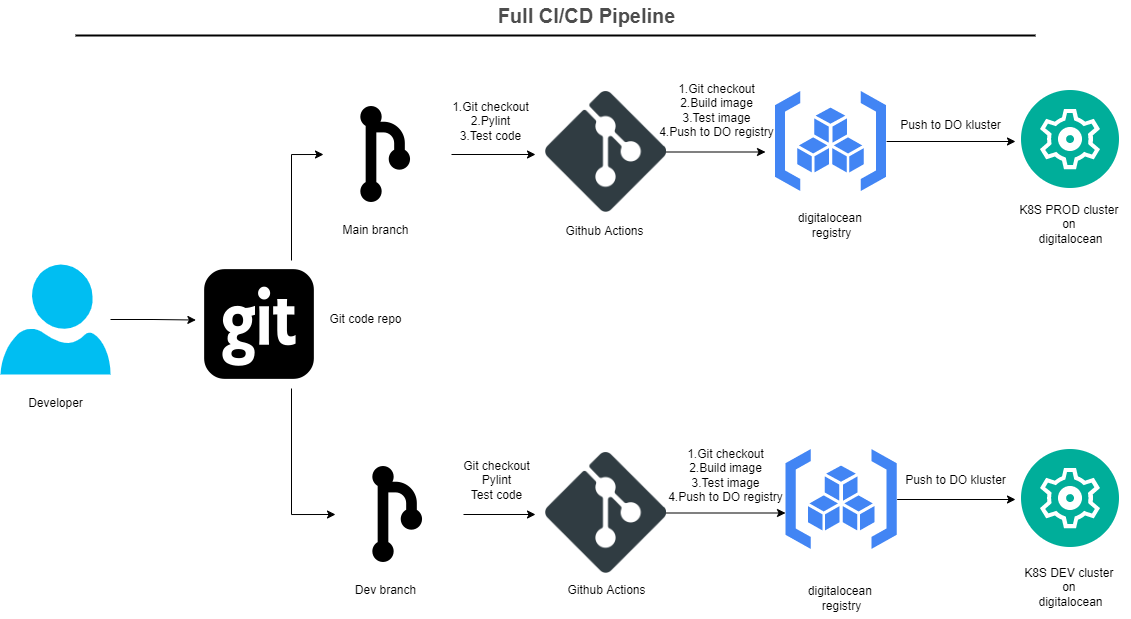 Full CI/CD Pipeline
1.Git checkout
2.Pylint
3.Test code
1.Git checkout
2.Build image
3.Test image
4.Push to DO registry
Push to DO kluster
Main branch
Github Actions
digitalocean
registry
K8S PROD cluster
on
digitalocean
git
Git code repo
Developer
Git checkout
Pylint
Test code
1.Git checkout
2.Build image
3.Test image
4.Push to DO registry
Push to DO kluster
Dev branch
Github Actions
digitalocean
registry
K8S DEV cluster
on
digitalocean